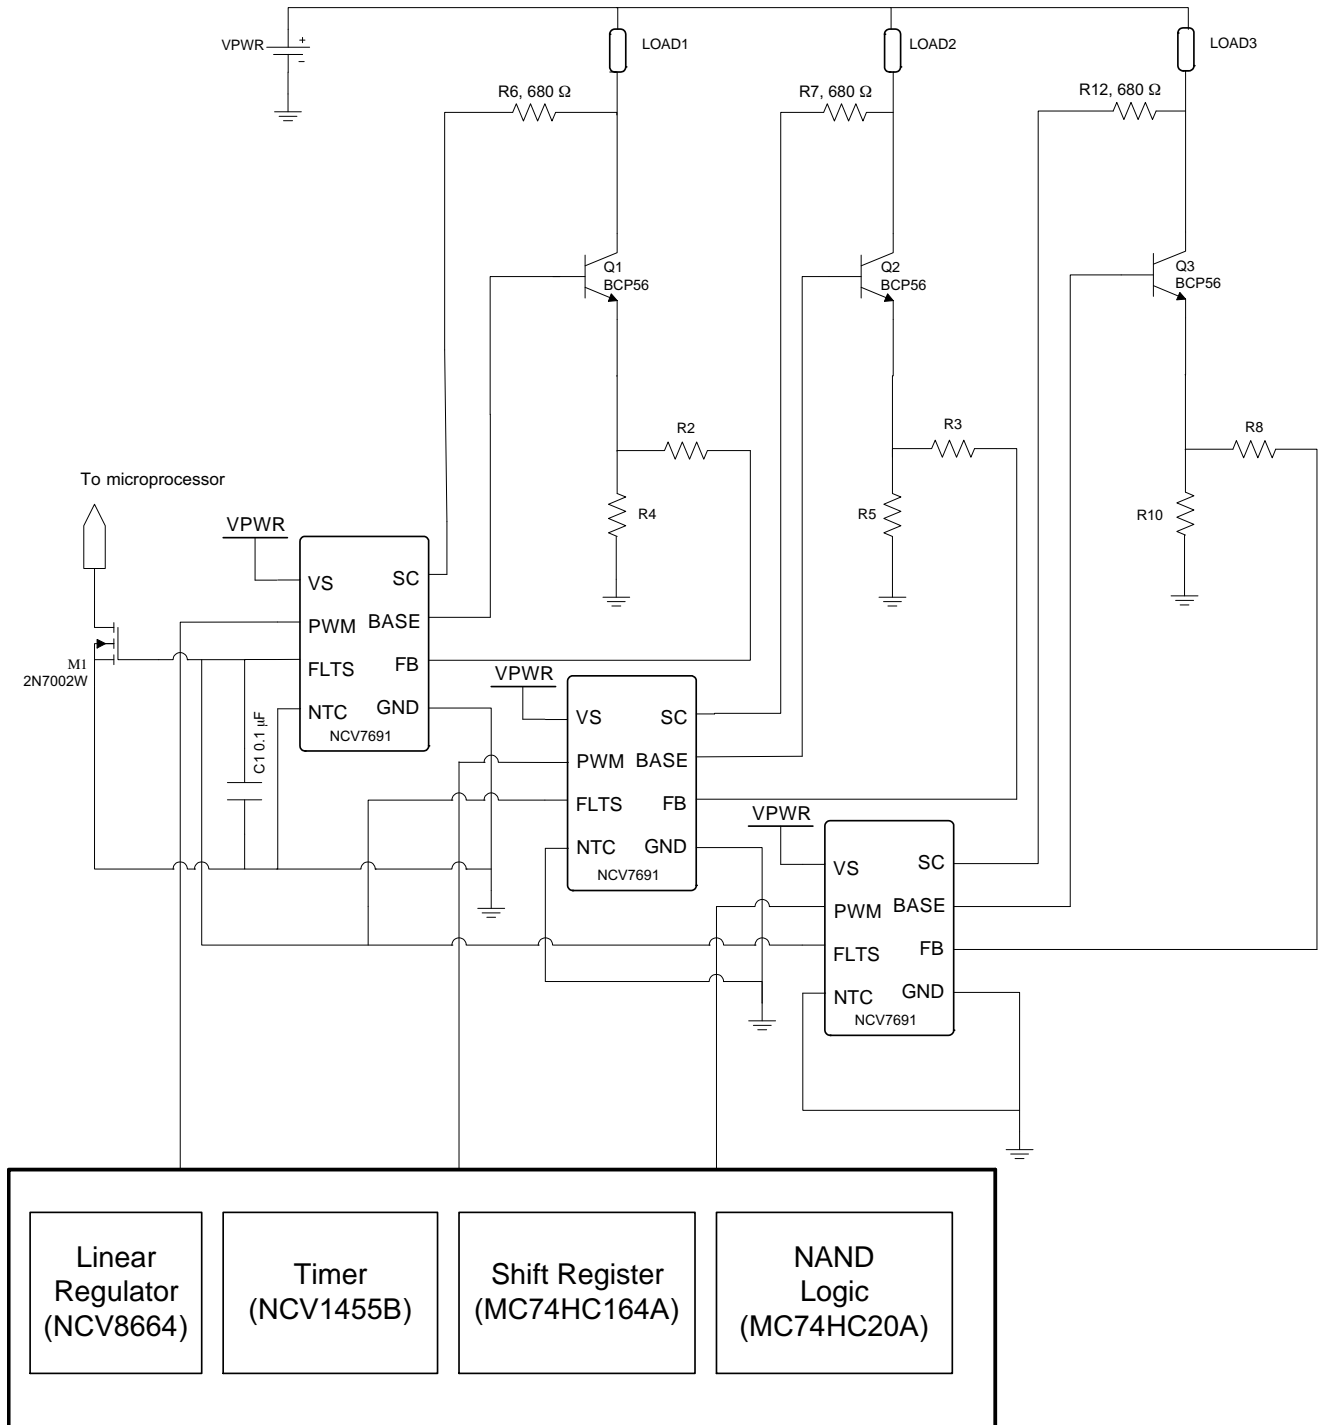 VPWR
+
–
LOAD1
LOAD2
LOAD3
R6, 680 Ω
R7, 680 Ω
R12, 680 Ω
Q1
BCP56
Q2
BCP56
Q3
BCP56
R2
R3
R8
R4
R5
R10
To microprocessor
M1
2N7002W
C1 0.1 µF
VPWR
VS
PWM
FLTS
NTC
SC
BASE
FB
GND
NCV7691
VPWR
VS
PWM
FLTS
NTC
SC
BASE
FB
GND
NCV7691
VPWR
VS
PWM
FLTS
NTC
SC
BASE
FB
GND
NCV7691
Linear
Regulator
(NCV8664)
Timer
(NCV1455B)
Shift Register
(MC74HC164A)
NAND
Logic
(MC74HC20A)